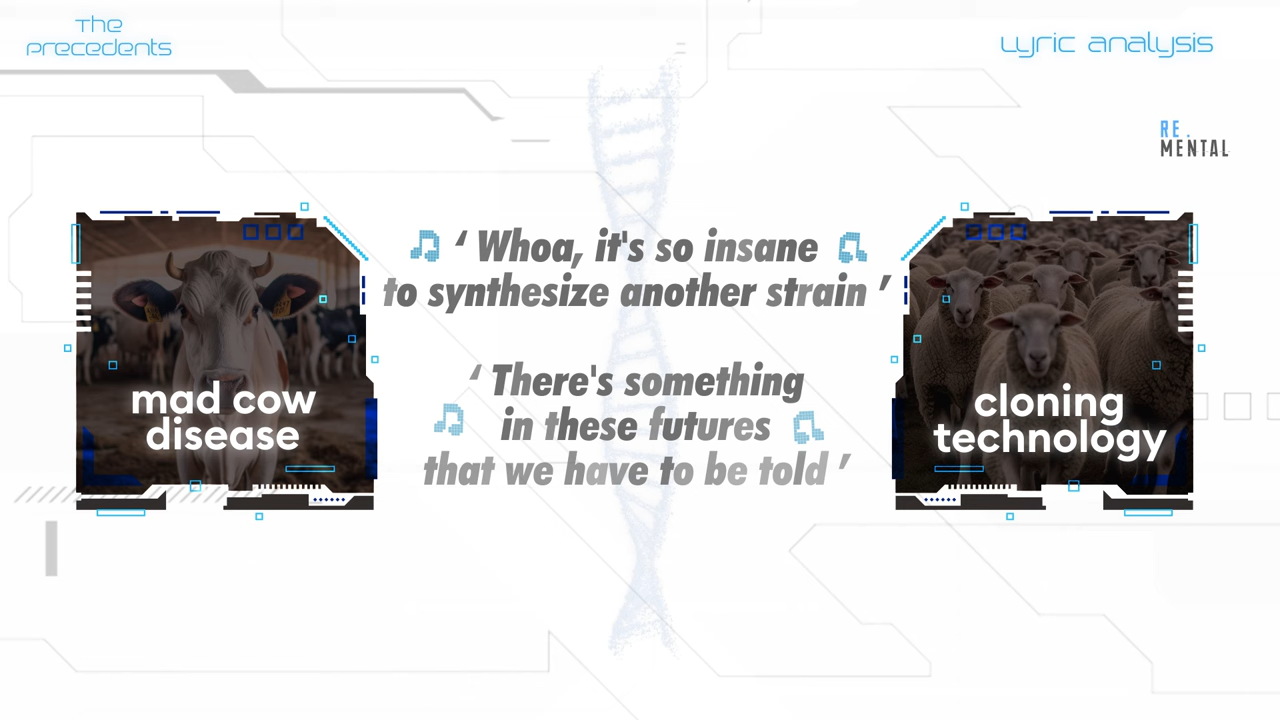 The
precedents
Lyric analysis
RE.
MENTAL
‘ Whoa, it's so insane
to synthesize another strain ’
‘ There's something
in these futures
that we have to be told ’
mad cow
disease
cloning
technology